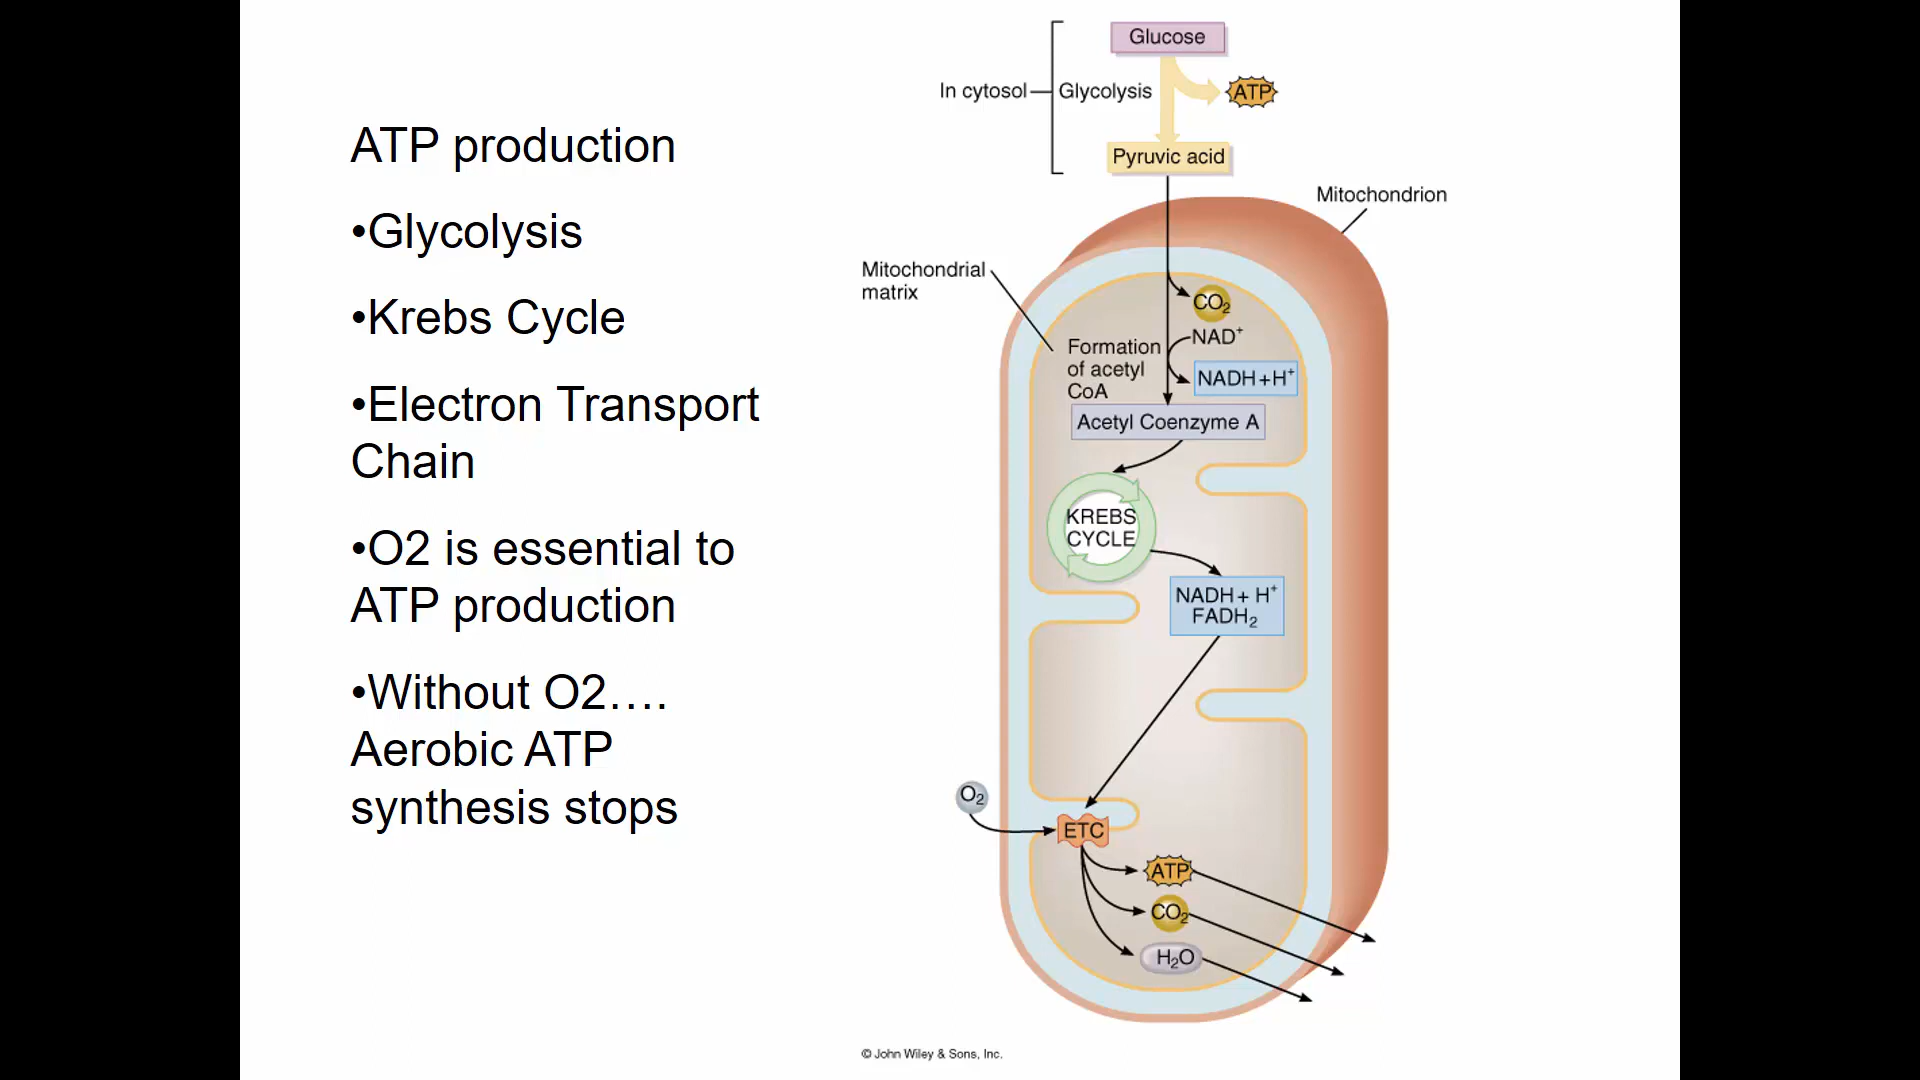 ATP production
•Glycolysis
•Krebs Cycle
•Electron Transport
Chain
•O2 is essential to
ATP production
•Without O2….
Aerobic ATP
synthesis stops
Glucose
In cytosol
Glycolysis
ATP
Pyruvic acid
Mitochondrion
Mitochondrial
matrix
CO₂
NAD⁺
Formation
of acetyl
CoA
NADH + H⁺
Acetyl Coenzyme A
KREBS
CYCLE
NADH + H⁺
FADH₂
O₂
ETC
ATP
CO₂
H₂O
© John Wiley & Sons, Inc.